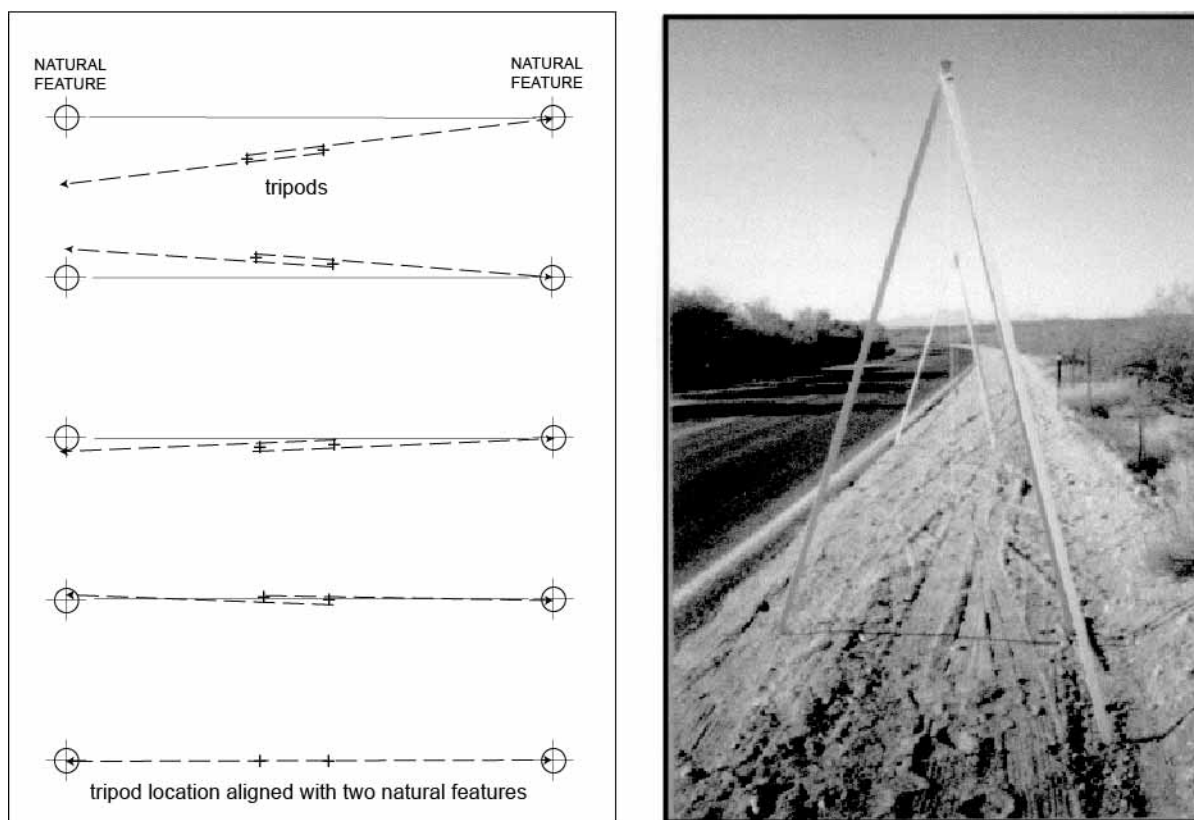 NATURAL
FEATURE
NATURAL
FEATURE
tripods
tripod location aligned with two natural features